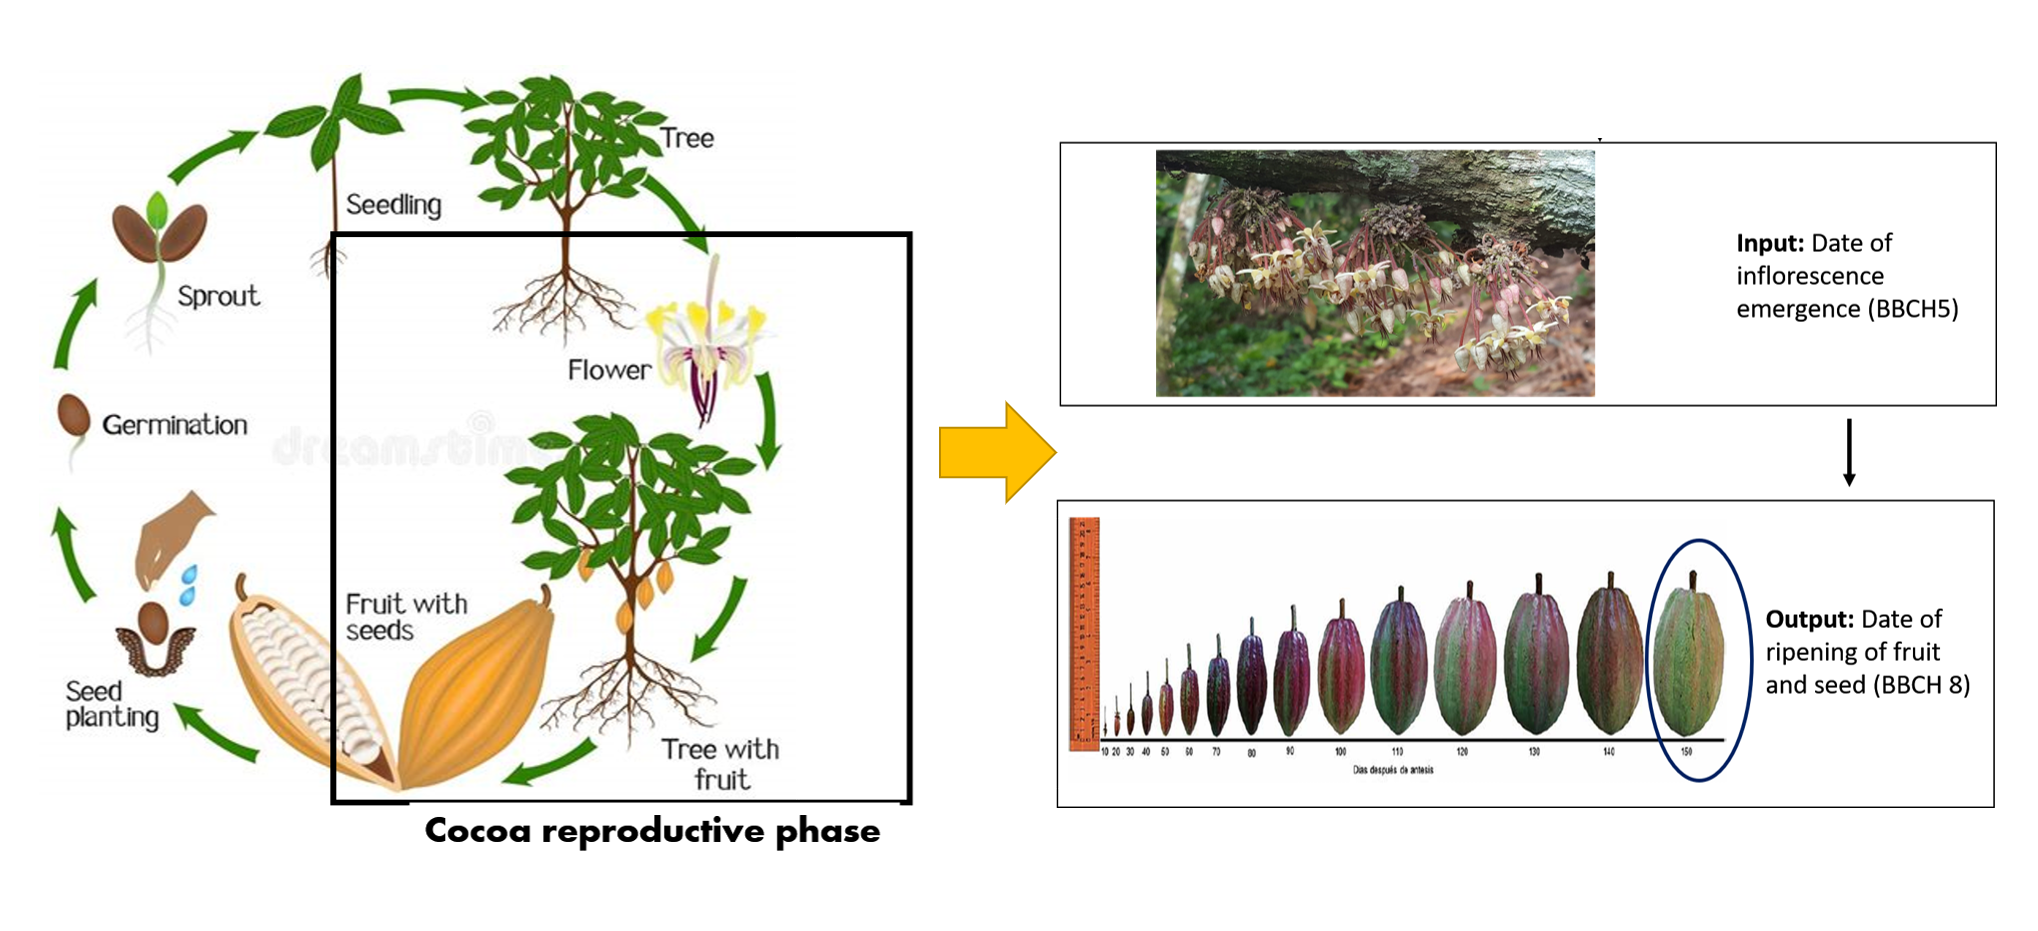 Tree
Seedling
Sprout
Flower
Germination
dreamstime
Fruit with
seeds
Seed
planting
Tree with
fruit
Cocoa reproductive phase
Input: Date of
inflorescence
emergence (BBCH5)
Output: Date of
ripening of fruit
and seed (BBCH 8)
10 20 30 40 50 60 70 80 90 100 110 120 130 140 150
Dias después de antesis